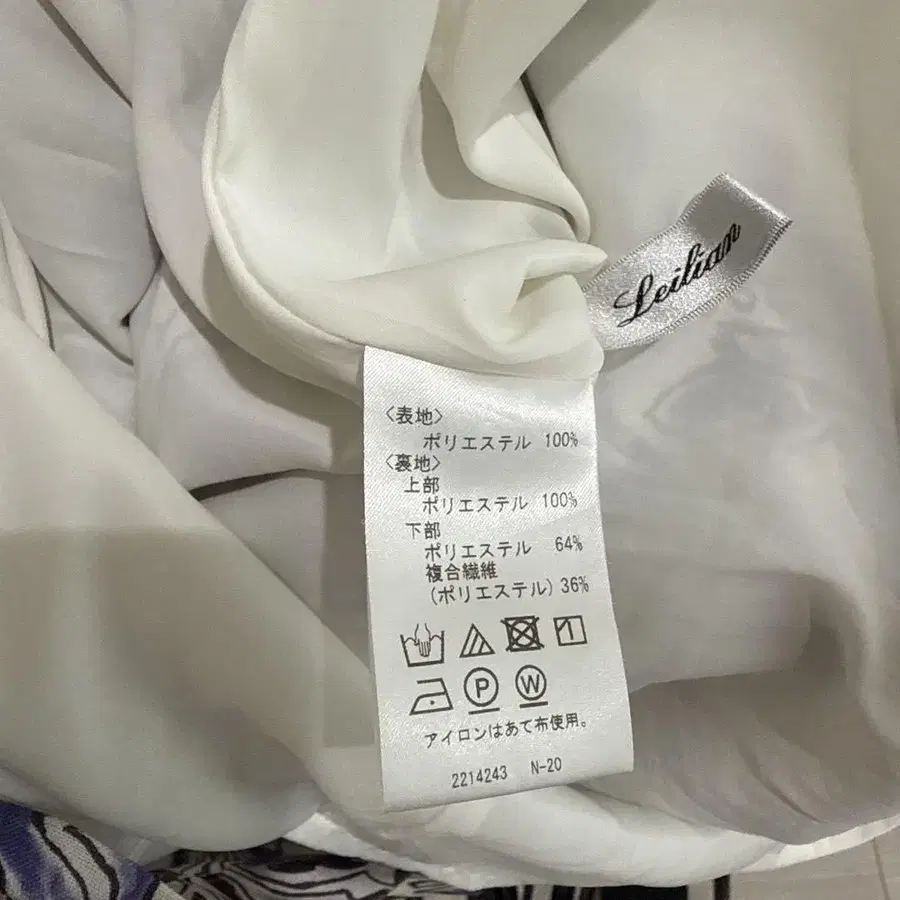 Leilian
〈表地〉
ポリエステル 100%
〈裏地〉
上部
ポリエステル 100%
下部
ポリエステル 64%
複合繊維
(ポリエステル) 36%
P W
アイロンはあて布使用。
2214243 N-20